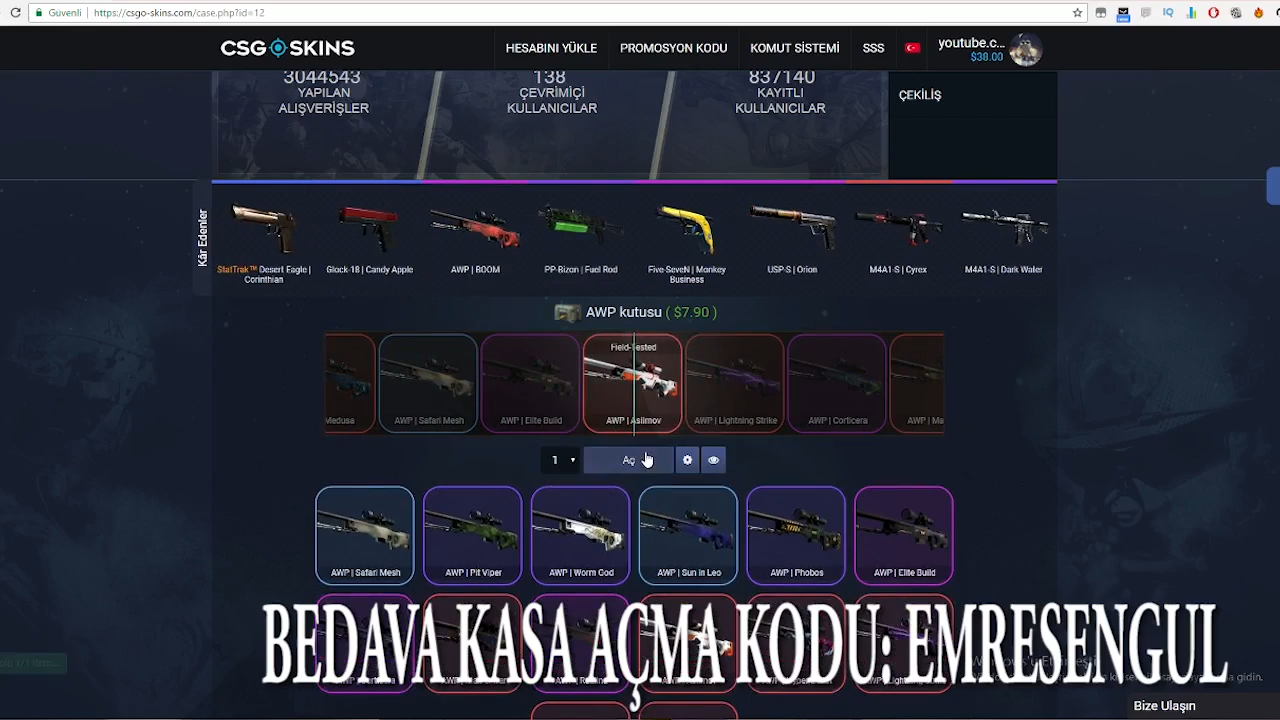 Güvenli
https://csgo-skins.com/case.php?id=12
CSGO SKINS
HESABINI YÜKLE
PROMOSYON KODU
KOMUT SİSTEMİ
SSS
youtube.c...
$38.00
3044543
YAPILAN
ALIŞVERİŞLER
138
ÇEVRİMİÇİ
KULLANICILAR
837140
KAYITLI
KULLANICILAR
ÇEKİLİŞ
Kâr Edenler
StatTrak™ Desert Eagle |
Corinthian
Glock-18 | Candy Apple
AWP | BOOM
PP-Bizon | Fuel Rod
Five-SeveN | Monkey
Business
USP-S | Orion
M4A1-S | Cyrex
M4A1-S | Dark Water
AWP kutusu ( $7.90 )
Field-Tested
Medusa
AWP | Safari Mesh
AWP | Elite Build
AWP | Asiimov
AWP | Lightning Strike
AWP | Corticera
AWP | Ma
1
Aç
AWP | Safari Mesh
AWP | Pit Viper
AWP | Worm God
AWP | Sun in Leo
AWP | Phobos
AWP | Elite Build
BEDAVA KASA AÇMA KODU: EMRESENGUL
Bize Ulaşın